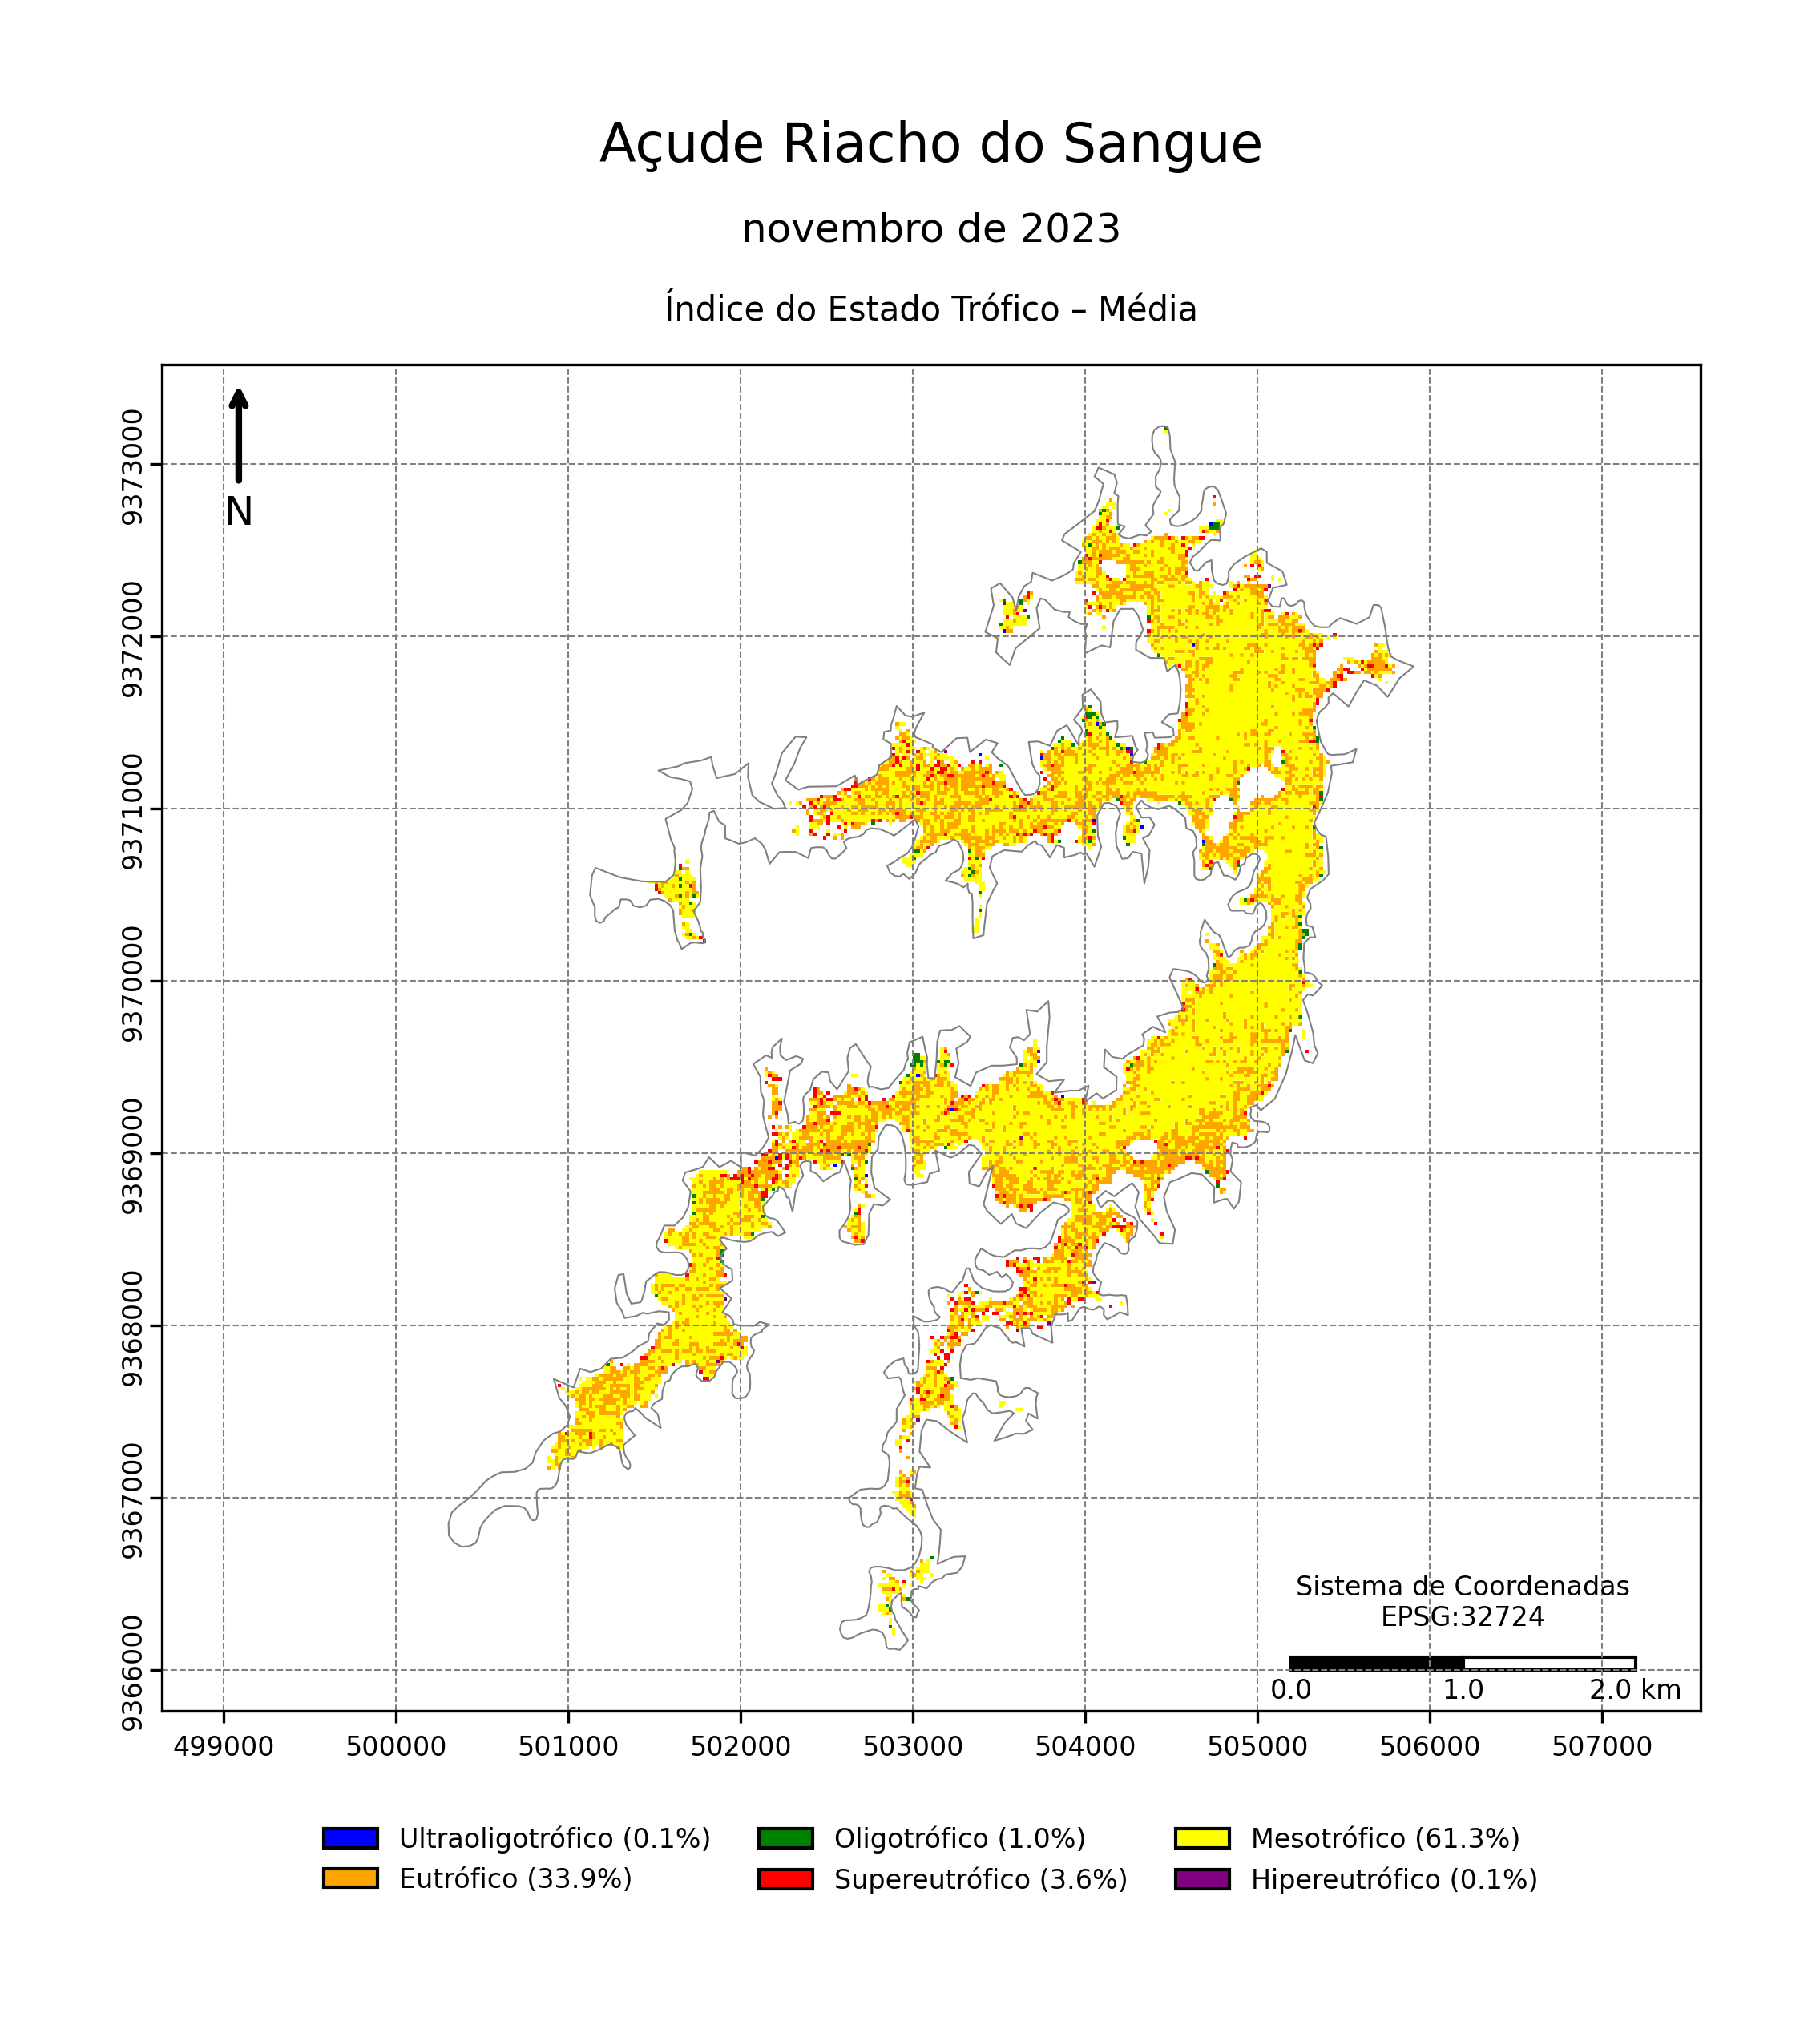 Açude Riacho do Sangue
novembro de 2023
Índice do Estado Trófico – Média
N
9373000
9372000
9371000
9370000
9369000
9368000
9367000
9366000
Sistema de Coordenadas
EPSG:32724
0.0 1.0 2.0 km
499000 500000 501000 502000 503000 504000 505000 506000 507000
Ultraoligotrófico (0.1%) Oligotrófico (1.0%) Mesotrófico (61.3%)
Eutrófico (33.9%) Supereutrófico (3.6%) Hipereutrófico (0.1%)